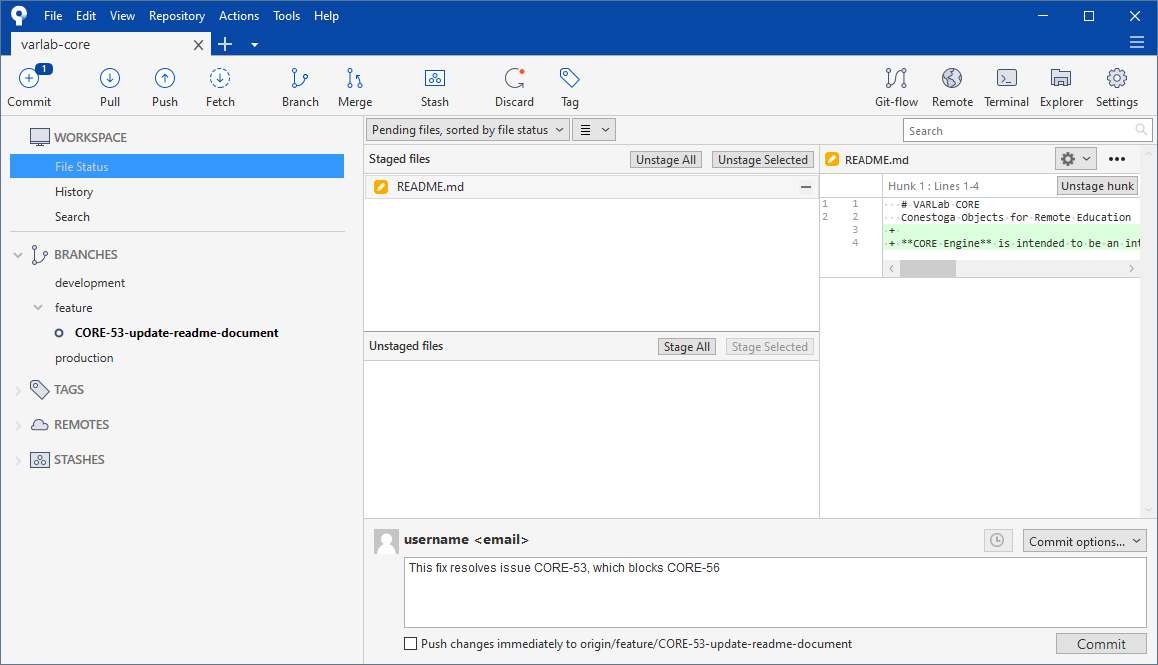 File Edit View Repository Actions Tools Help
varlab-core
1
Commit Pull Push Fetch Branch Merge Stash Discard Tag Git-flow Remote Terminal Explorer Settings
WORKSPACE
File Status
History
Search
BRANCHES
development
feature
CORE-53-update-readme-document
production
TAGS
REMOTES
STASHES
Pending files, sorted by file status
Search
Staged files Unstage All Unstage Selected
README.md
Unstaged files Stage All Stage Selected
README.md
Hunk 1 : Lines 1-4 Unstage hunk
1 1 # VARLab CORE
2 2 Conestoga Objects for Remote Education
3 +
4 + **CORE Engine** is intended to be an int
username <email>
Commit options...
This fix resolves issue CORE-53, which blocks CORE-56
Push changes immediately to origin/feature/CORE-53-update-readme-document
Commit